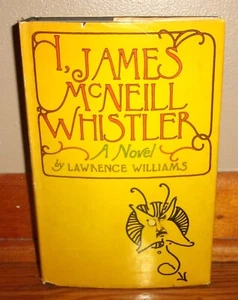 I, JAMES
McNEILL
WHISTLER
A Novel
by LAWRENCE WILLIAMS